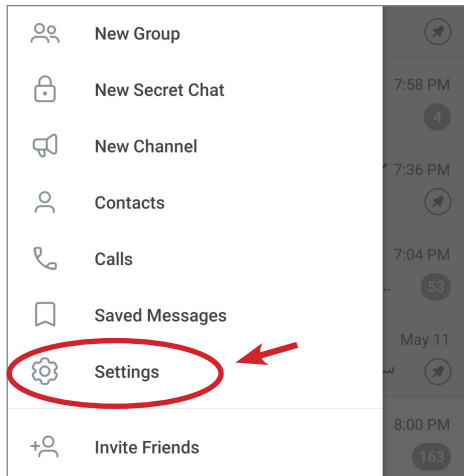 New Group
New Secret Chat
7:58 PM
4
New Channel
7:36 PM
Contacts
Calls
7:04 PM
..
53
Saved Messages
May 11
Settings
8:00 PM
Invite Friends
163